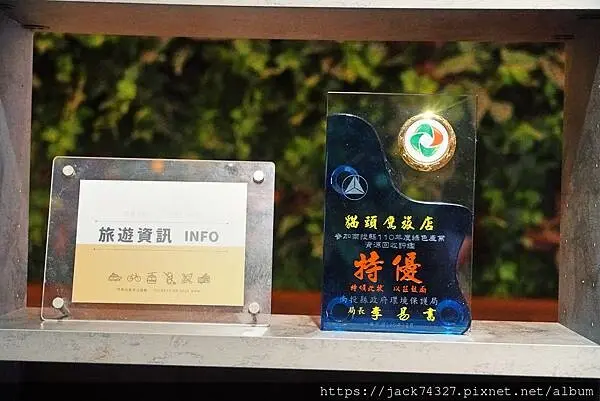 旅遊資訊 INFO
貓頭鷹旅店
參加南投縣110年度綠色產業
資源回收評鑑
特優
特頒此獎 以茲鼓勵
南投縣政府環境保護局
局長 李易書
https://jack74327.pixnet.net/album